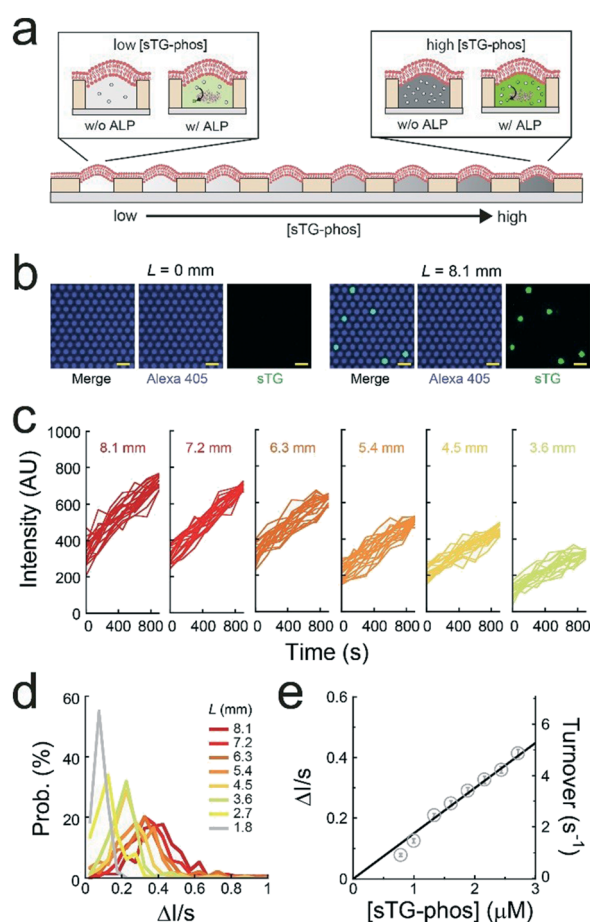 a
low [sTG-phos]
w/o ALP
w/ ALP
high [sTG-phos]
w/o ALP
w/ ALP
low
high
[sTG-phos]
b
L = 0 mm
L = 8.1 mm
Merge
Alexa 405
sTG
Merge
Alexa 405
sTG
c
Intensity (AU)
1000
800
600
400
200
0
8.1 mm
7.2 mm
6.3 mm
5.4 mm
4.5 mm
3.6 mm
0 400 800
0 400 800
0 400 800
0 400 800
0 400 800
0 400 800
Time (s)
d
Prob. (%)
60
40
20
0
L (mm)
8.1
7.2
6.3
5.4
4.5
3.6
2.7
1.8
0.2 0.6 1
ΔI/s
e
ΔI/s
0.6
0.4
0.2
0
0 1 2 3
[sTG-phos] (μM)
6
4
2
0
Turnover (s⁻¹)